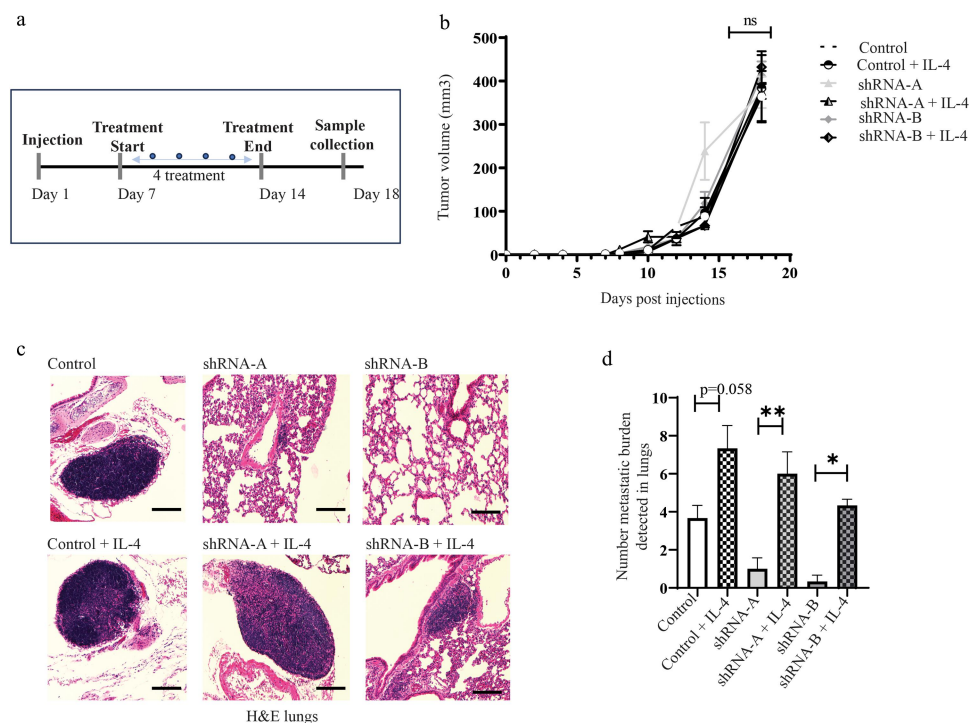 a
Injection
Treatment
Start
Treatment
End
Sample
collection
4 treatment
Day 1
Day 7
Day 14
Day 18
b
ns
Tumor volume (mm3)
400
300
200
100
0
0
5
10
15
20
Days post injections
Control
Control + IL-4
shRNA-A
shRNA-A + IL-4
shRNA-B
shRNA-B + IL-4
c
Control
shRNA-A
shRNA-B
Control + IL-4
shRNA-A + IL-4
shRNA-B + IL-4
H&E lungs
d
Number metastatic burden
detected in lungs
10
8
6
4
2
0
p=0.058
**
*
Control
Control + IL-4
shRNA-A
shRNA-A + IL-4
shRNA-B
shRNA-B + IL-4